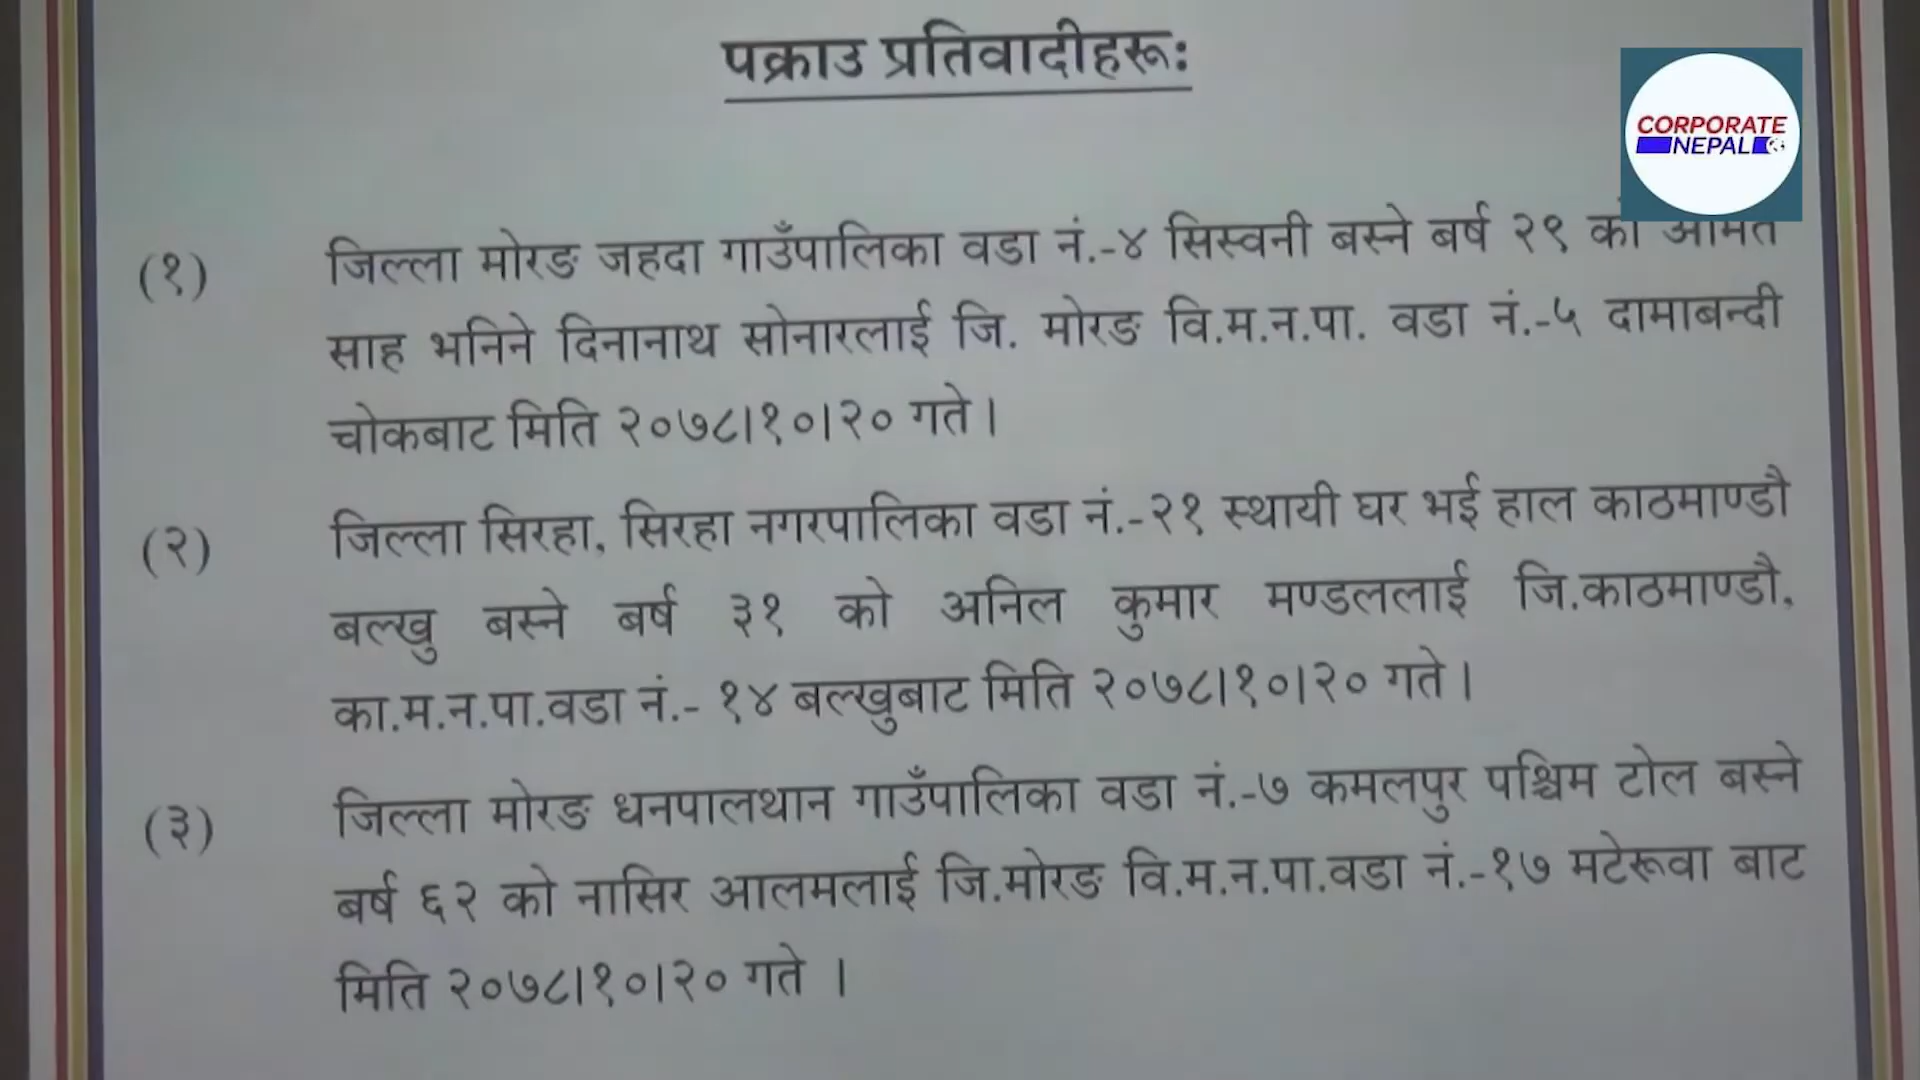 पक्राउ प्रतिवादीहरू:
CORPORATE
NEPAL
(१) जिल्ला मोरङ जहदा गाउँपालिका वडा नं.-४ सिस्वनी बस्ने बर्ष २९ को
साह भनिने दिनानाथ सोनारलाई जि. मोरङ वि.म.न.पा. वडा नं.-५ दामाबन्दी
चोकबाट मिति २०७८।१०।२० गते।
(२) जिल्ला सिरहा, सिरहा नगरपालिका वडा नं.-२१ स्थायी घर भई हाल काठमाण्डौ
बल्खु बस्ने बर्ष ३१ को अनिल कुमार मण्डललाई जि.काठमाण्डौ,
का.म.न.पा.वडा नं.- १४ बल्खुबाट मिति २०७८।१०।२० गते।
(३) जिल्ला मोरङ धनपालथान गाउँपालिका वडा नं.-७ कमलपुर पश्चिम टोल बस्ने
बर्ष ६२ को नासिर आलमलाई जि.मोरङ वि.म.न.पा.वडा नं.-१७ मटेरूवा बाट
मिति २०७८।१०।२० गते ।